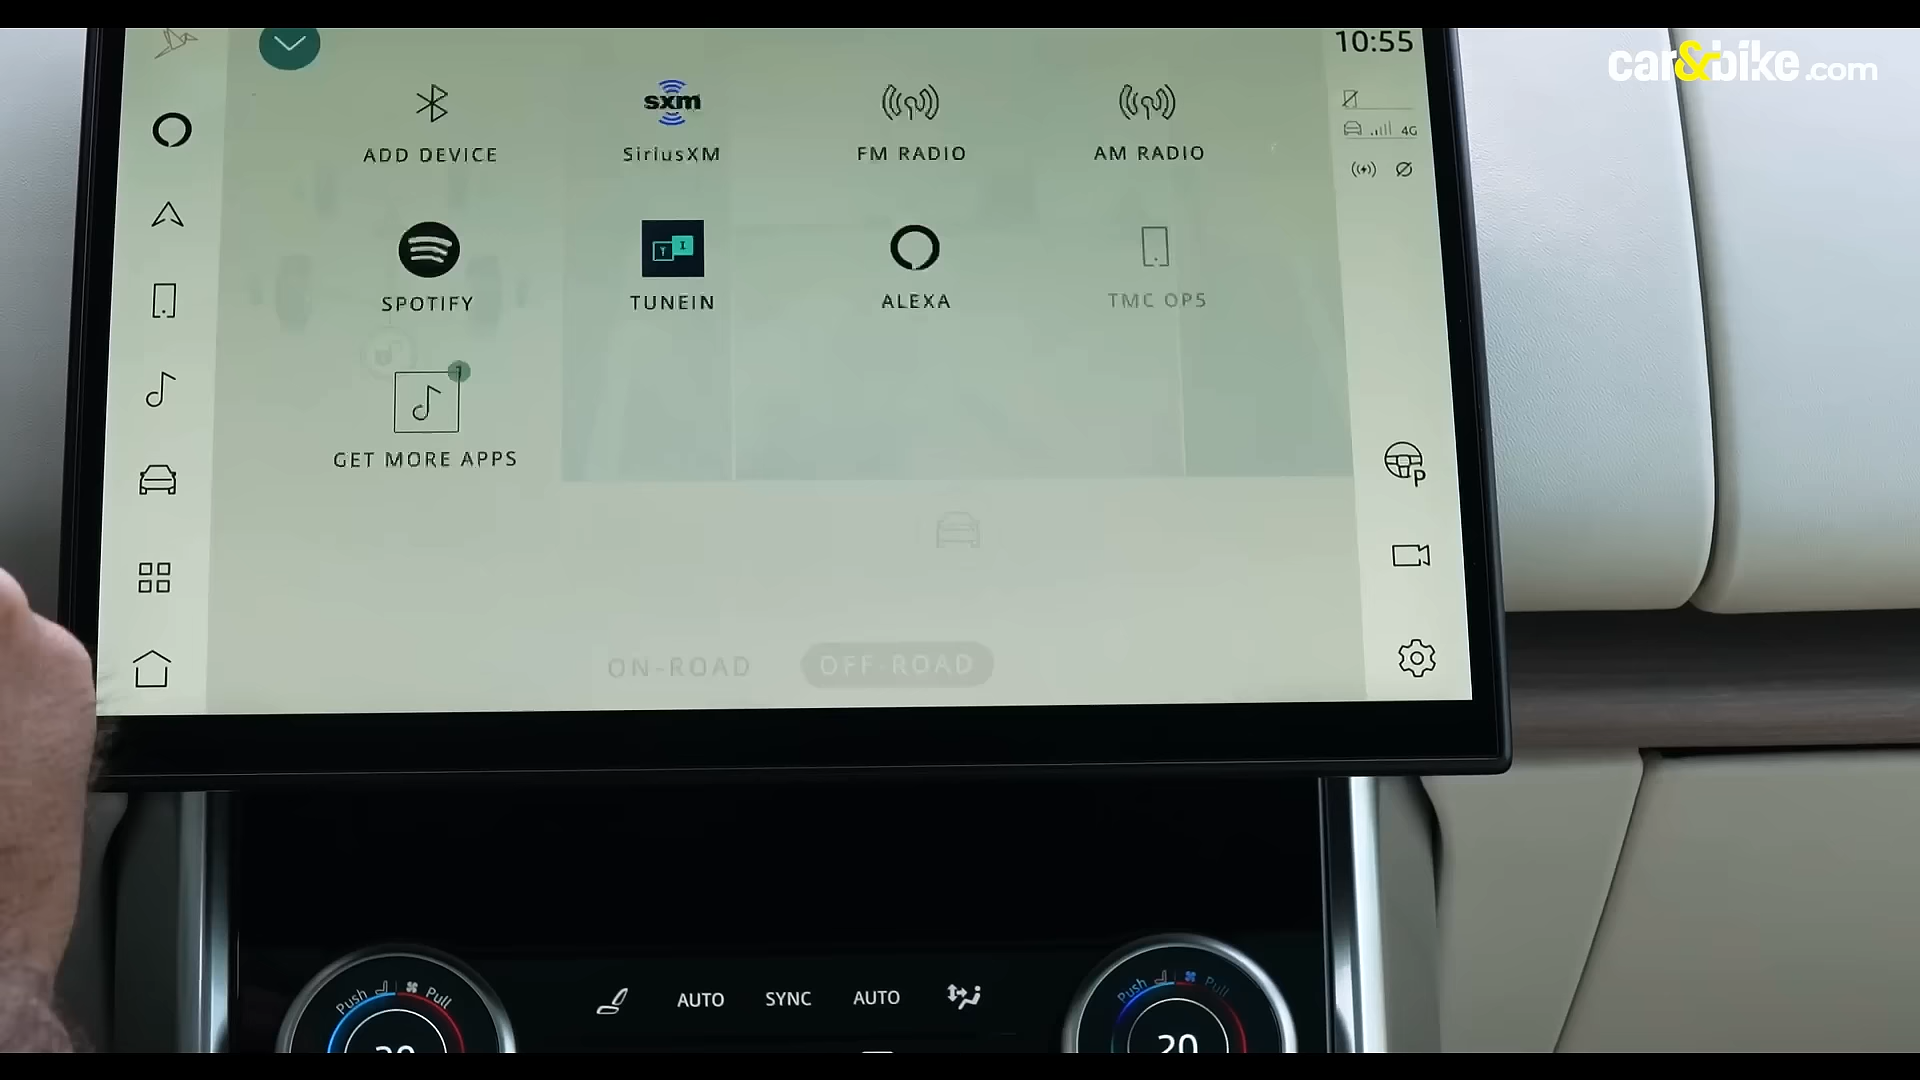 10:55
car&bike.com
4G
ADD DEVICE
sxm
SiriusXM
FM RADIO
AM RADIO
SPOTIFY
T I
TUNEIN
ALEXA
TMC OP5
GET MORE APPS
P
ON-ROAD
OFF-ROAD
Push Pull
AUTO
SYNC
AUTO
Push Pull
20